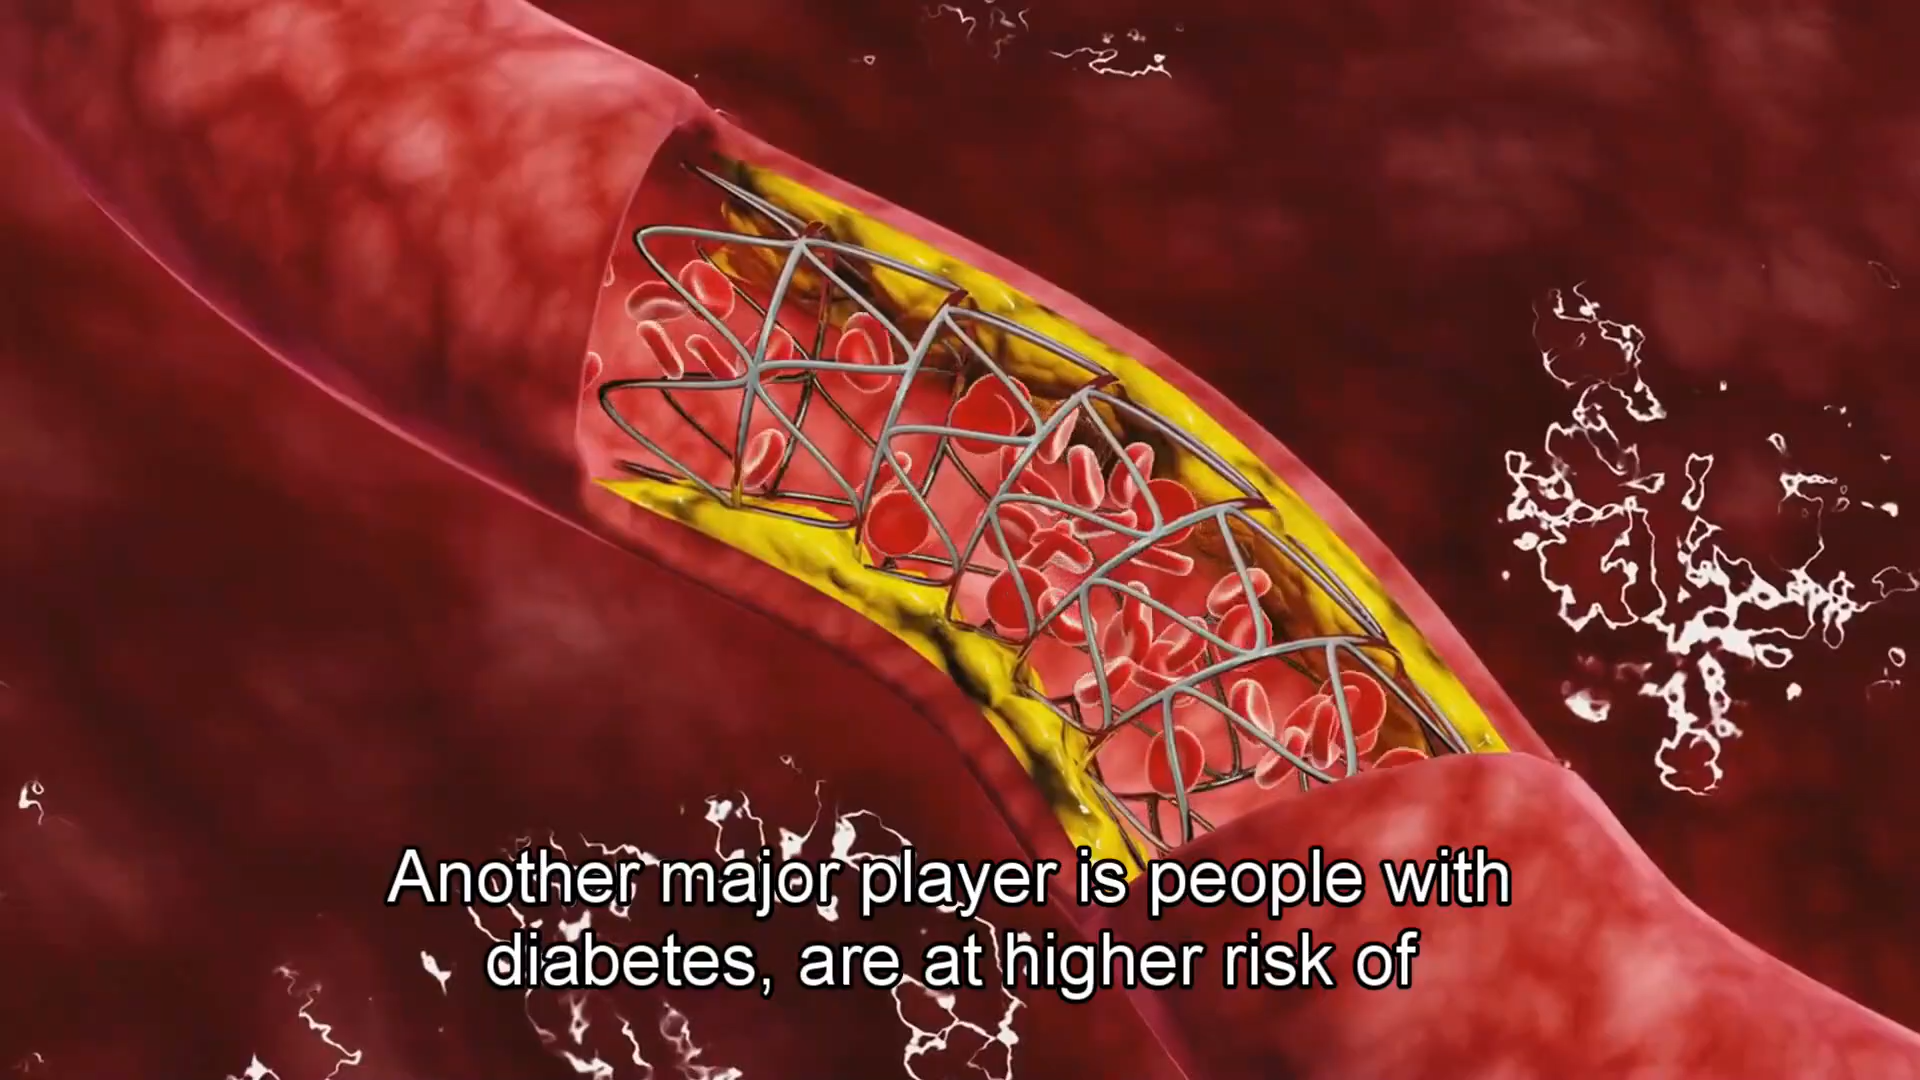 Another major player is people with
diabetes, are at higher risk of